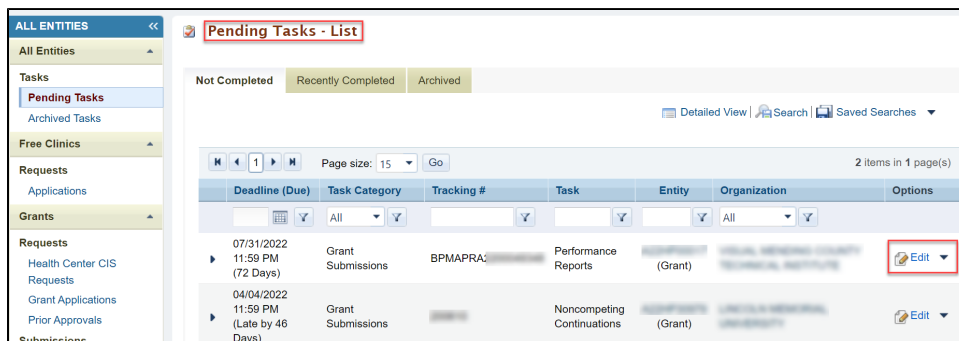 ALL ENTITIES «
All Entities
Tasks
Pending Tasks
Archived Tasks
Free Clinics
Requests
Applications
Grants
Requests
Health Center CIS
Requests
Grant Applications
Prior Approvals
Submissions
Pending Tasks - List
Not Completed Recently Completed Archived
Detailed View | Search | Saved Searches
1 Page size: 15 Go 2 items in 1 page(s)
Deadline (Due) Task Category Tracking # Task Entity Organization Options
All All
07/31/2022
11:59 PM
(72 Days) Grant
Submissions BPMAPRA Performance
Reports (Grant) Edit
04/04/2022
11:59 PM
(Late by 46
Days) Grant
Submissions Noncompeting
Continuations (Grant) Edit